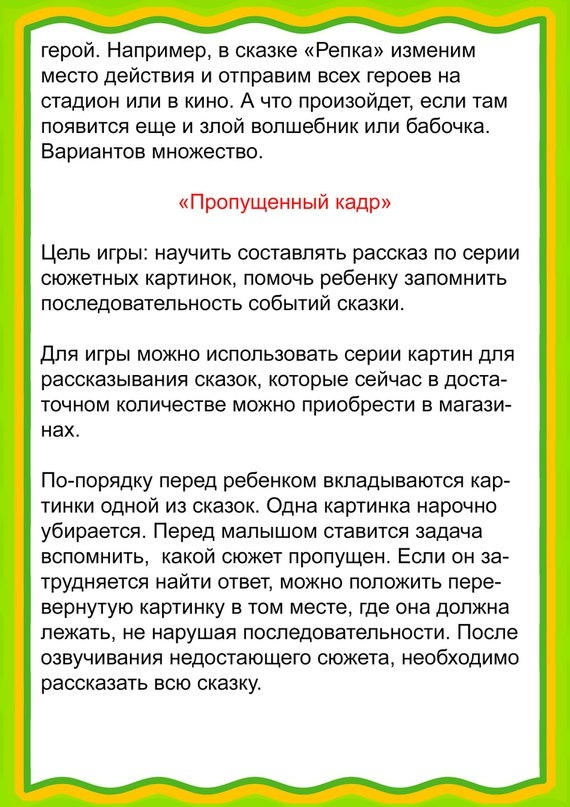 герой. Например, в сказке «Репка» изменим
место действия и отправим всех героев на
стадион или в кино. А что произойдет, если там
появится еще и злой волшебник или бабочка.
Вариантов множество.
«Пропущенный кадр»
Цель игры: научить составлять рассказ по серии
сюжетных картинок, помочь ребенку запомнить
последовательность событий сказки.
Для игры можно использовать серии картин для
рассказывания сказок, которые сейчас в доста-
точном количестве можно приобрести в магази-
нах.
По-порядку перед ребенком вкладываются кар-
тинки одной из сказок. Одна картинка нарочно
убирается. Перед малышом ставится задача
вспомнить,  какой сюжет пропущен. Если он за-
трудняется найти ответ, можно положить пере-
вернутую картинку в том месте, где она должна
лежать, не нарушая последовательности. После
озвучивания недостающего сюжета, необходимо
рассказать всю сказку.